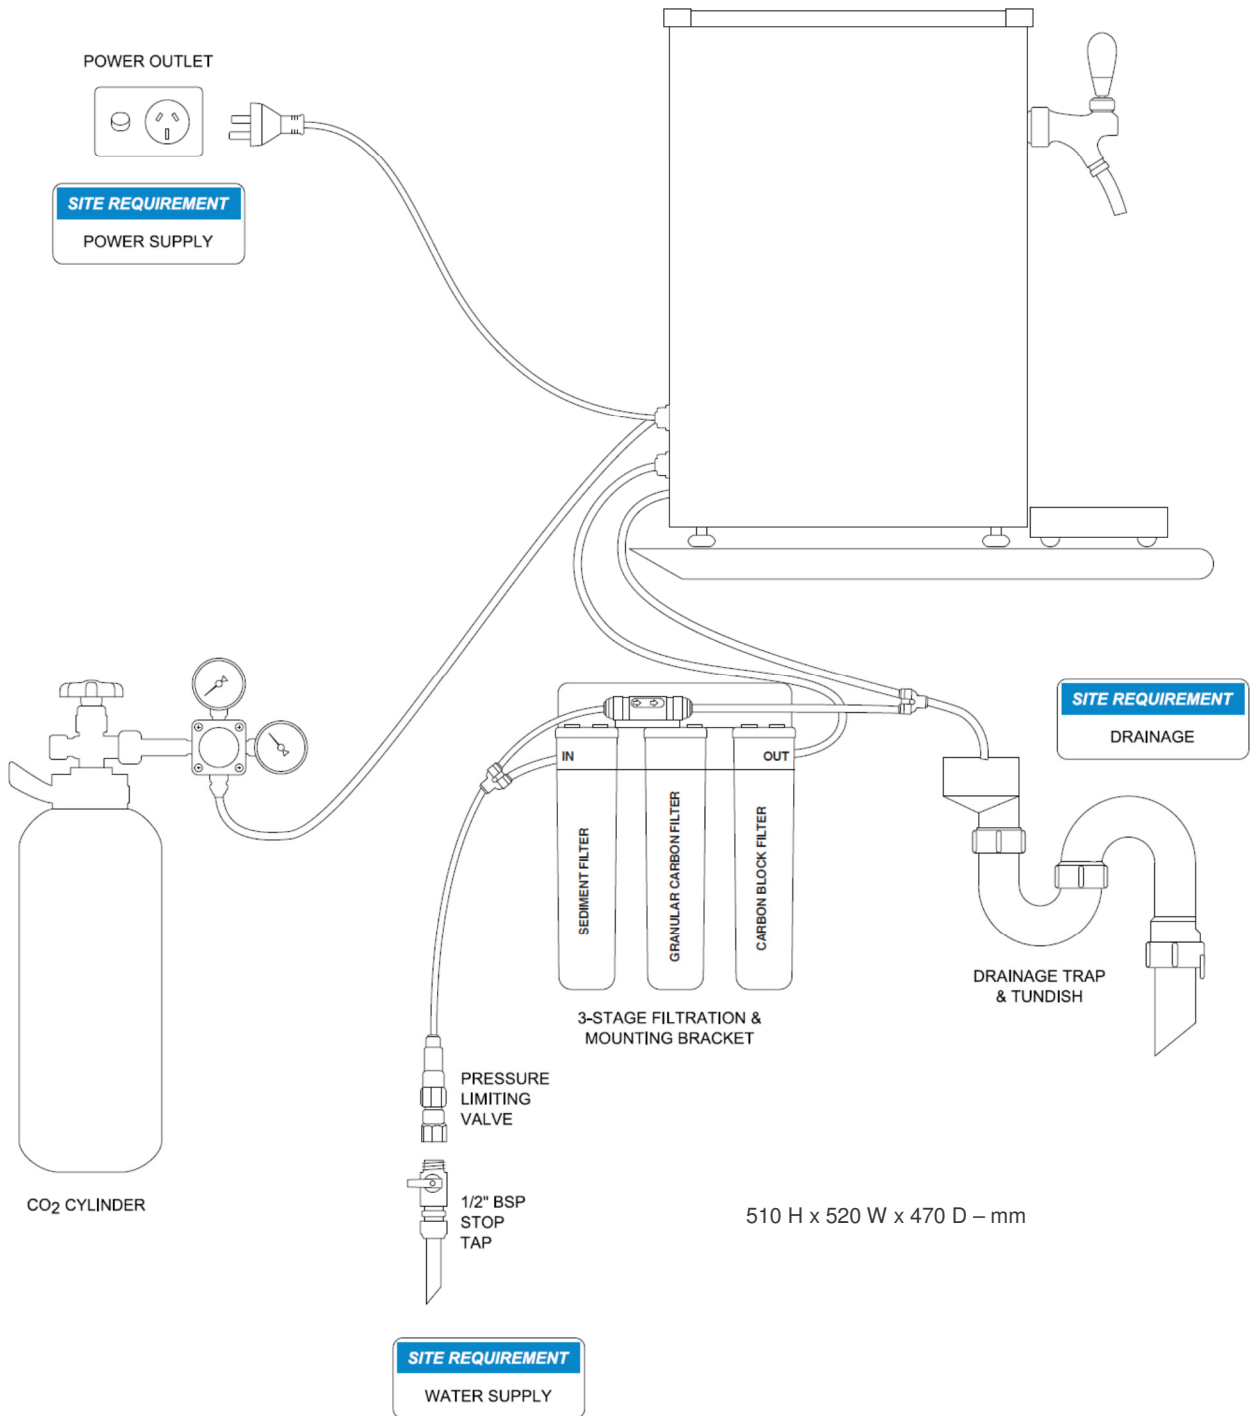 POWER OUTLET
SITE REQUIREMENT
POWER SUPPLY
SITE REQUIREMENT
DRAINAGE
IN
OUT
SEDIMENT FILTER
GRANULAR CARBON FILTER
CARBON BLOCK FILTER
DRAINAGE TRAP
& TUNDISH
3-STAGE FILTRATION &
MOUNTING BRACKET
PRESSURE
LIMITING
VALVE
CO2 CYLINDER
1/2" BSP
STOP
TAP
510 H x 520 W x 470 D – mm
SITE REQUIREMENT
WATER SUPPLY